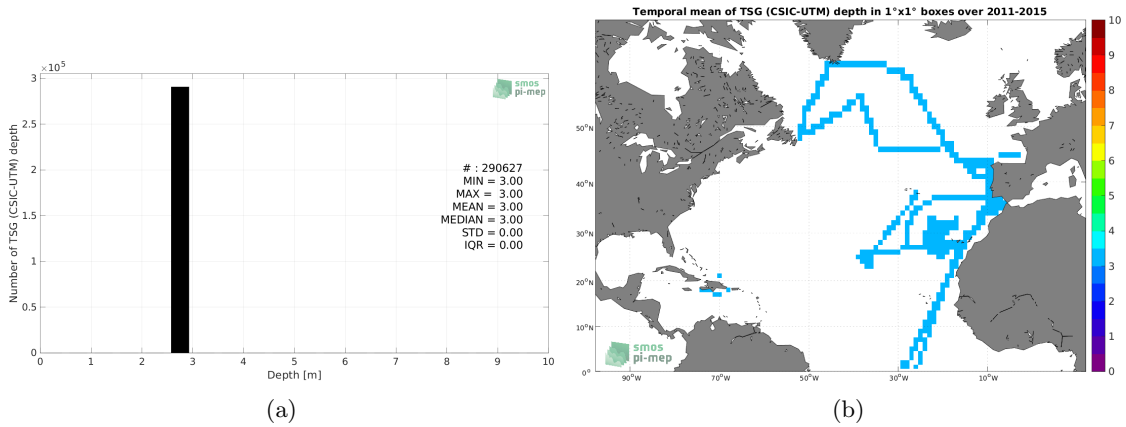 Temporal mean of TSG (CSIC-UTM) depth in 1°x1° boxes over 2011-2015
×10⁵
3
2.5
2
1.5
1
0.5
0
Number of TSG (CSIC-UTM) depth
smos
pi-mep
# : 290627
MIN = 3.00
MAX = 3.00
MEAN = 3.00
MEDIAN = 3.00
STD = 0.00
IQR = 0.00
0 1 2 3 4 5 6 7 8 9 10
Depth [m]
(a)
50°N
40°N
30°N
20°N
10°N
0°
90°W 70°W 50°W 30°W 10°W
smos
pi-mep
10
9
8
7
6
5
4
3
2
1
0
(b)